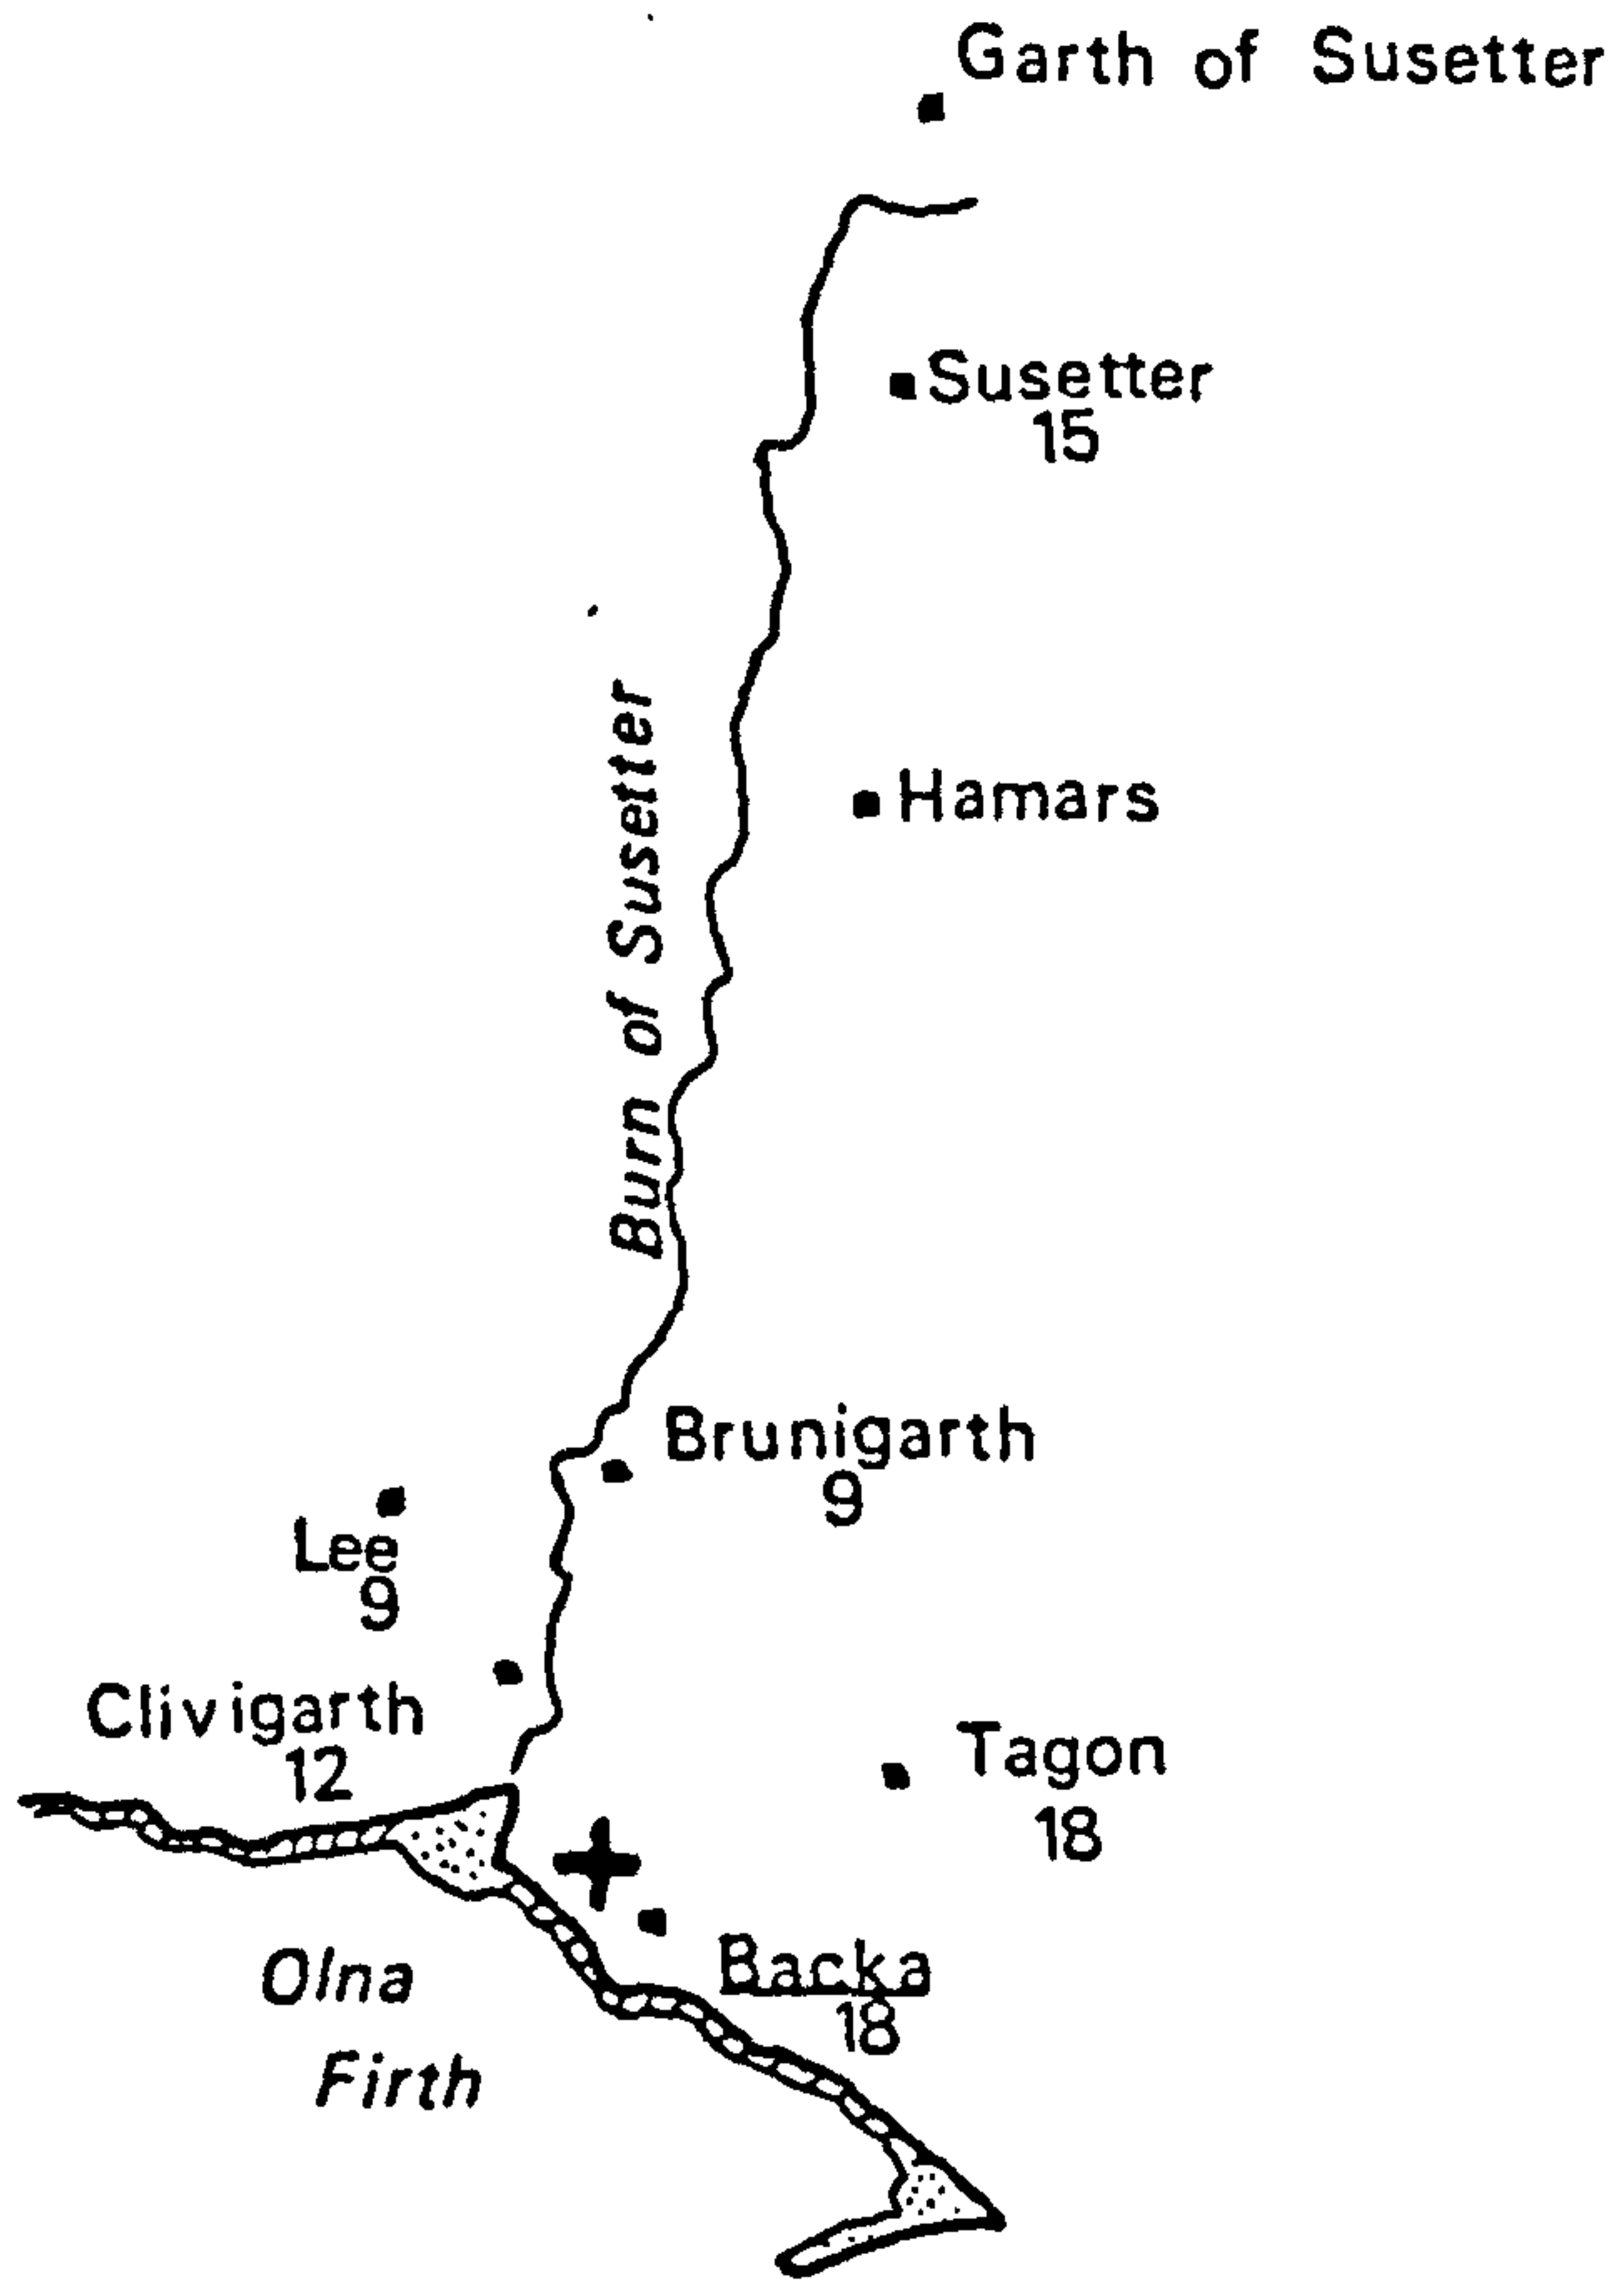 Garth of Susetter
Susetter
15
Hamars
Burn of Susetter
Brunigarth
9
Lee
9
Clivigarth
12
Tagon
18
Backa
18
Olna
Firth